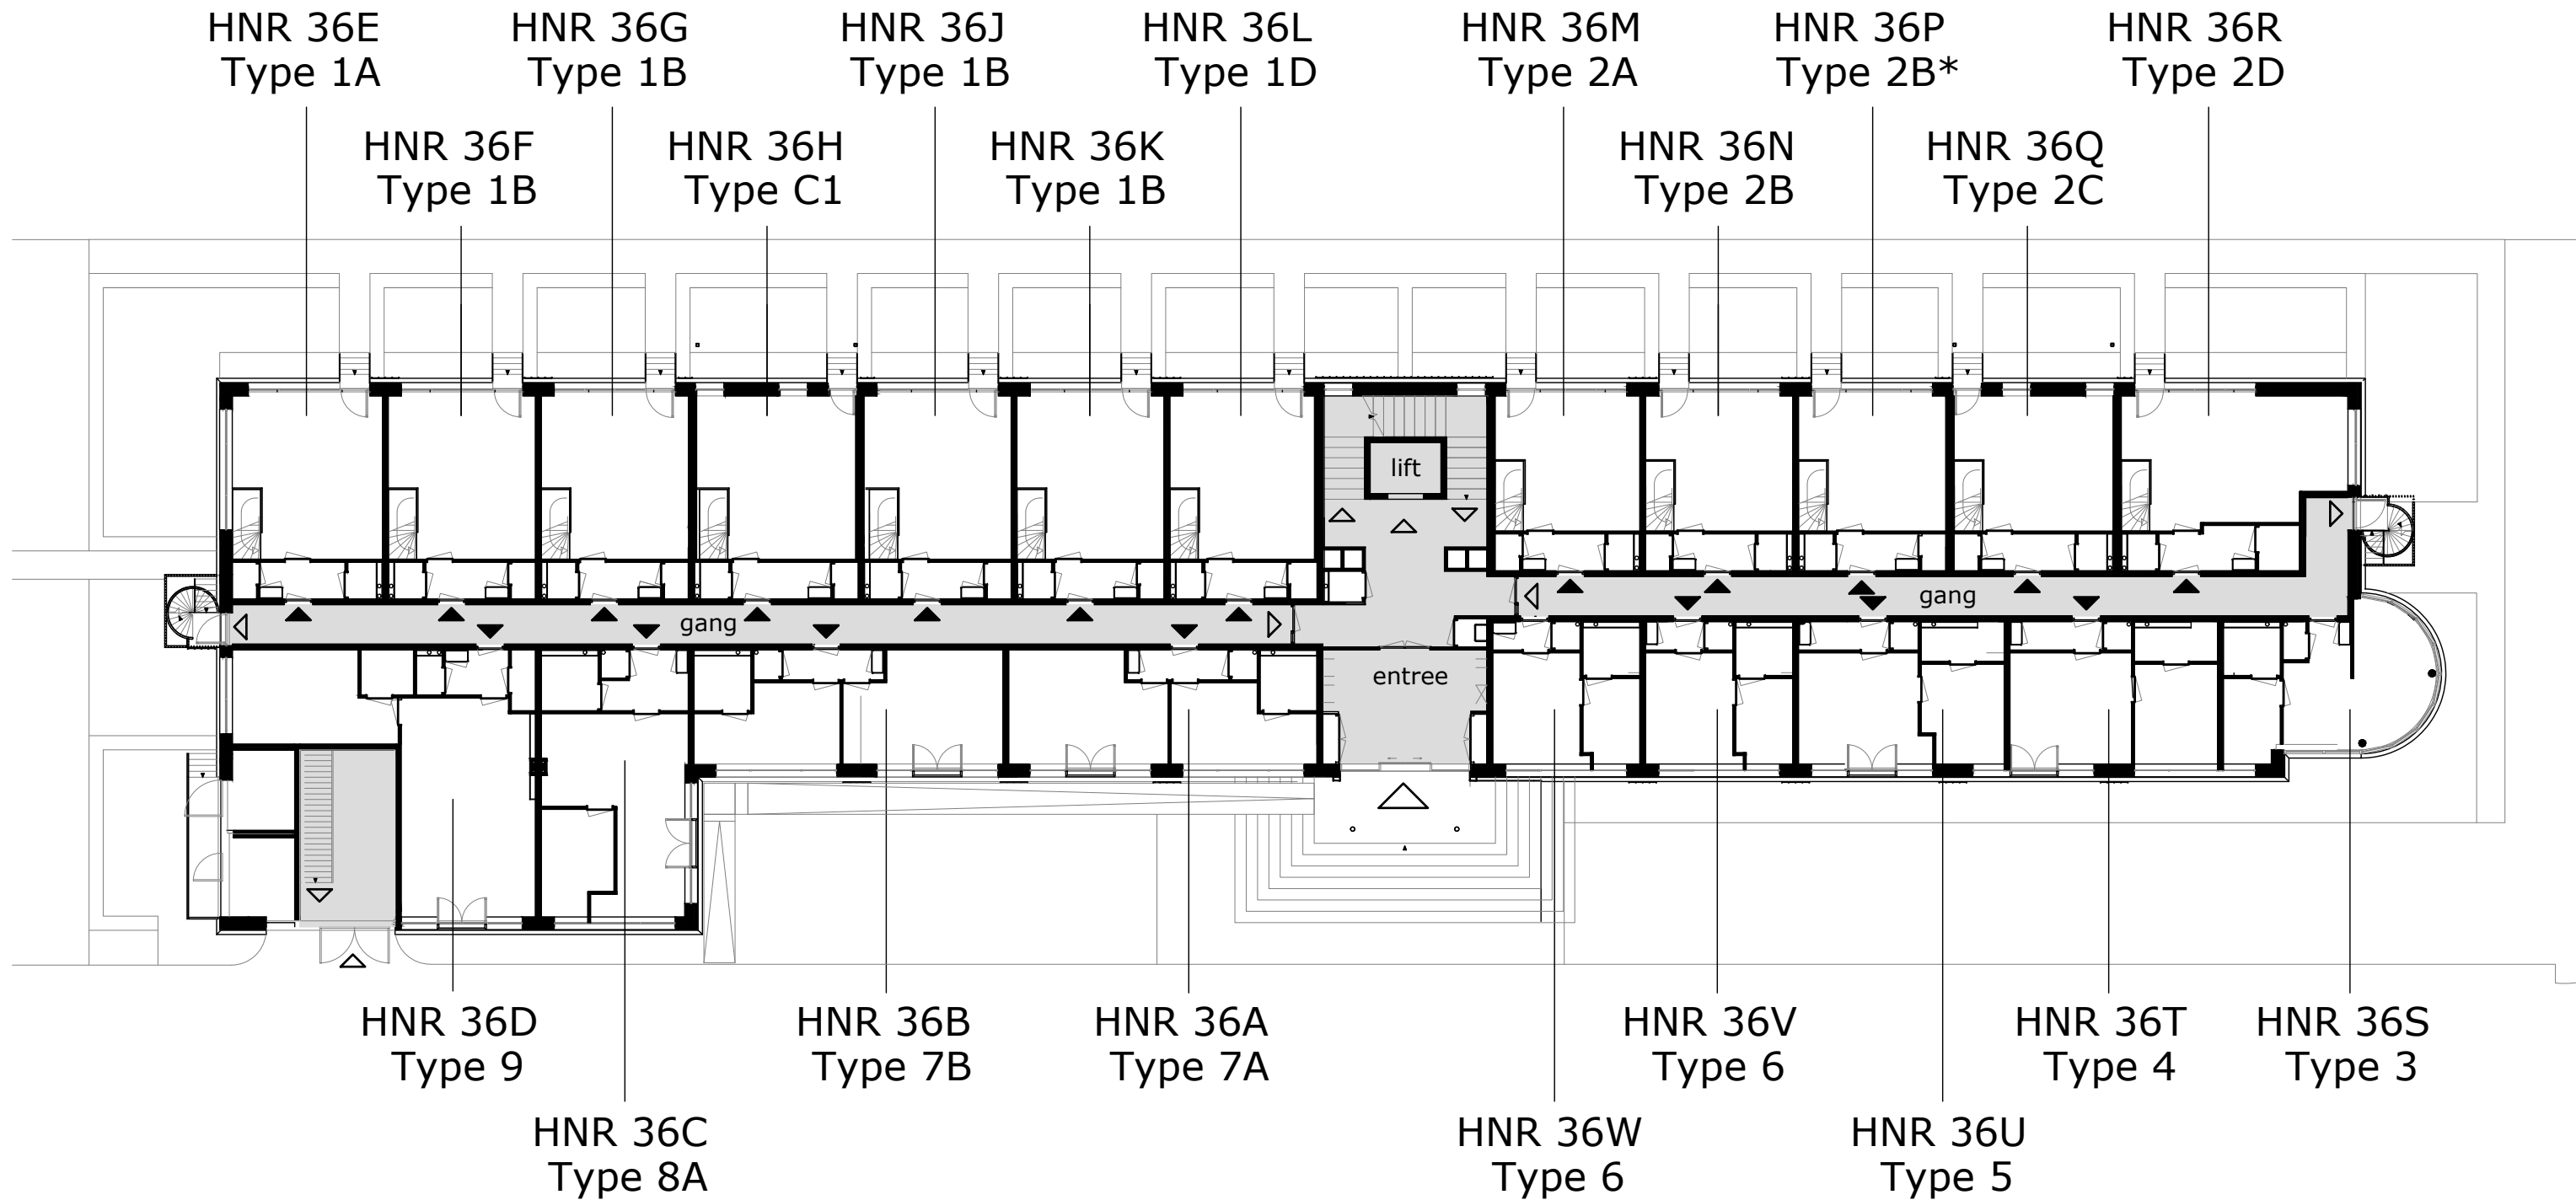 HNR 36E
Type 1A
HNR 36G
Type 1B
HNR 36J
Type 1B
HNR 36L
Type 1D
HNR 36M
Type 2A
HNR 36P
Type 2B*
HNR 36R
Type 2D
HNR 36F
Type 1B
HNR 36H
Type C1
HNR 36K
Type 1B
HNR 36N
Type 2B
HNR 36Q
Type 2C
lift
gang
gang
entree
HNR 36D
Type 9
HNR 36B
Type 7B
HNR 36A
Type 7A
HNR 36V
Type 6
HNR 36T
Type 4
HNR 36S
Type 3
HNR 36C
Type 8A
HNR 36W
Type 6
HNR 36U
Type 5